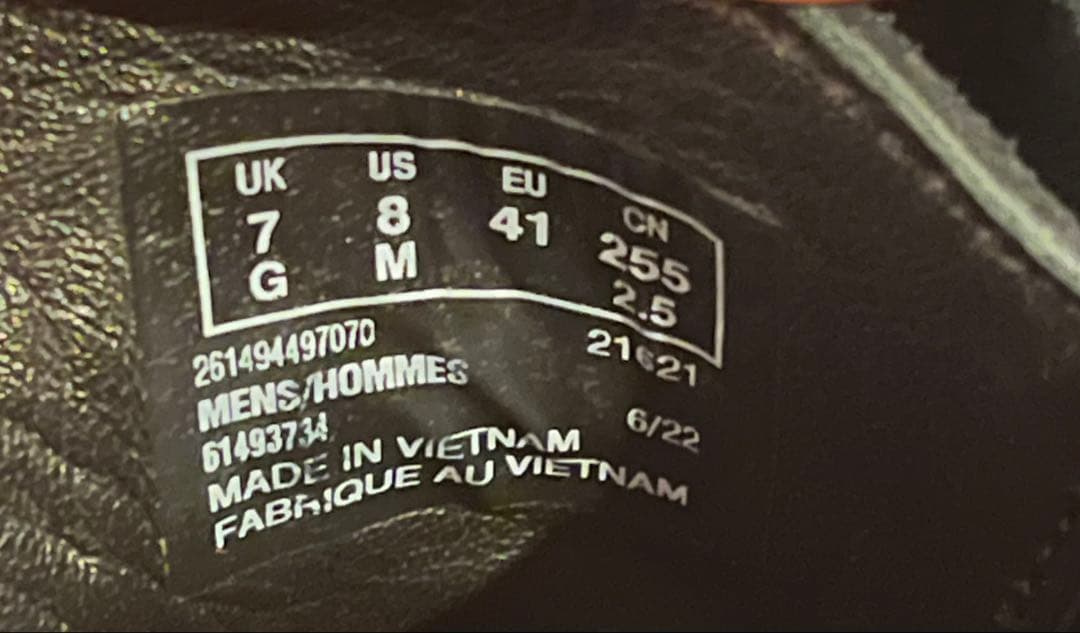 UK US EU CN
7 8 41 255
G M 2.5
261494497070 21621
MENS/HOMMES
61493734 6/22
MADE IN VIETNAM
FABRIQUE AU VIETNAM